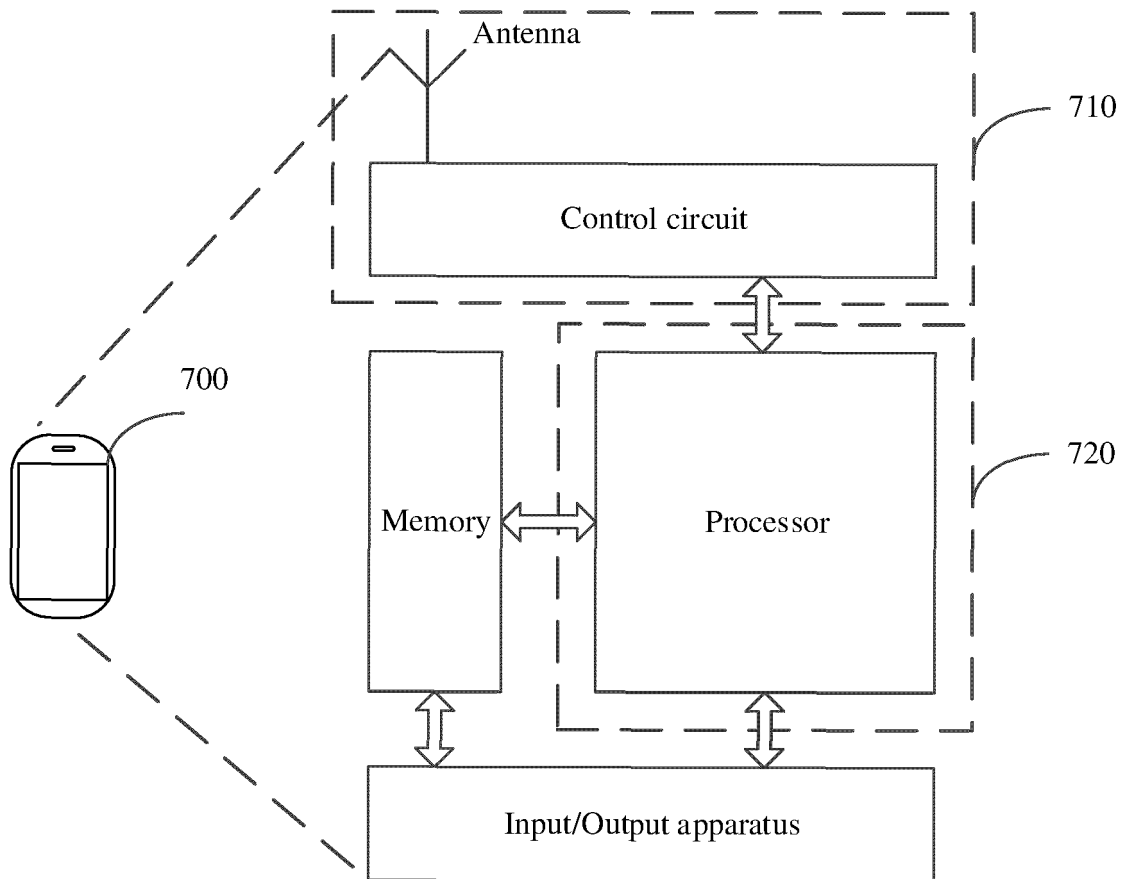 Antenna
710
Control circuit
700
720
Memory
Processor
Input/Output apparatus